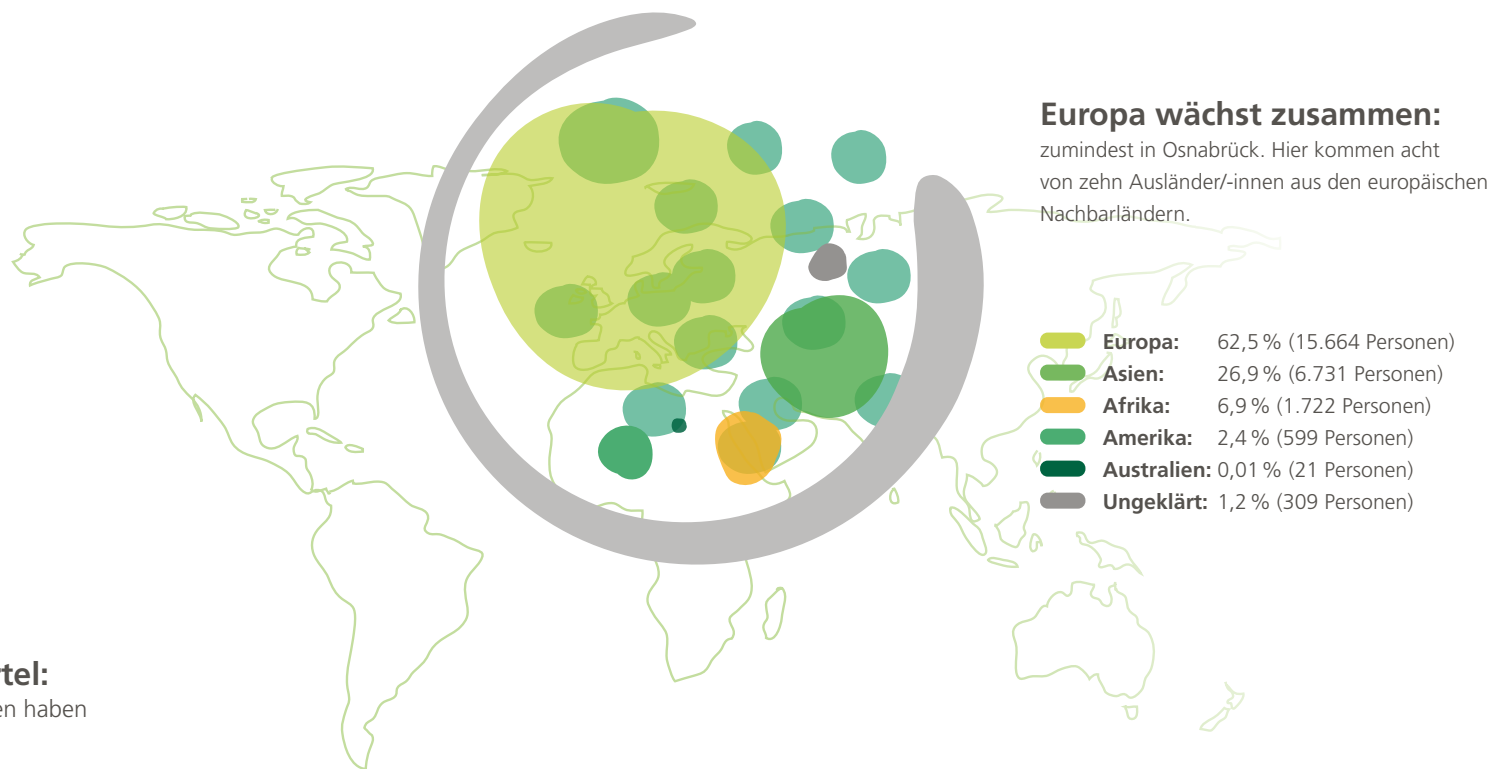 Europa wächst zusammen:
zumindest in Osnabrück. Hier kommen acht
von zehn Ausländer/-innen aus den europäischen
Nachbarländern.
Europa: 62,5 % (15.664 Personen)
Asien: 26,9 % (6.731 Personen)
Afrika: 6,9 % (1.722 Personen)
Amerika: 2,4 % (599 Personen)
Australien: 0,01 % (21 Personen)
Ungeklärt: 1,2 % (309 Personen)
tel:
en haben